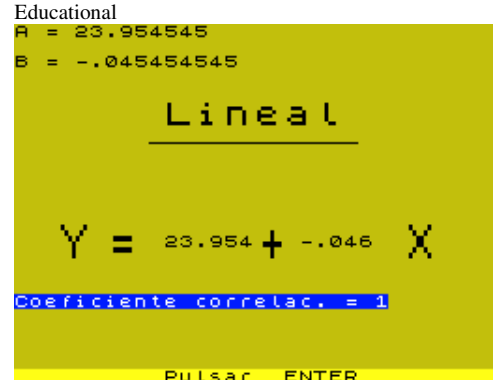 Educational
A = 23.954545
B = -.045454545
Lineal
Y = 23.954 + -.046 X
Coeficiente correlac. = 1
Pulsar ENTER